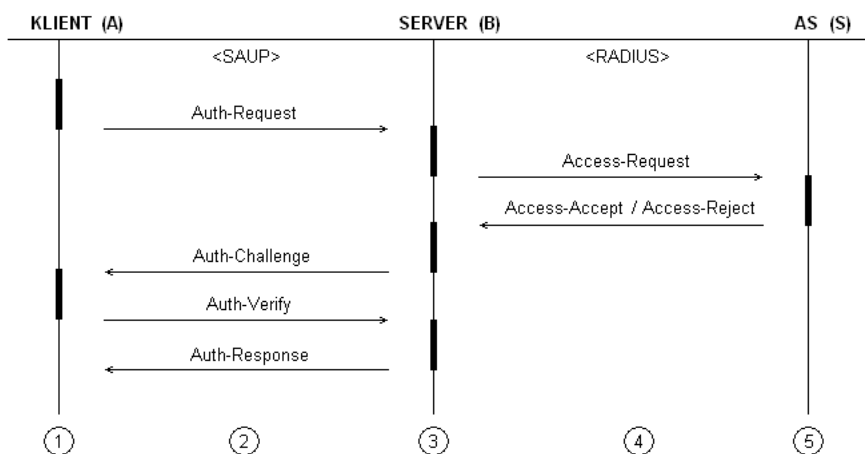 KLIENT (A) SERVER (B) AS (S)
<SAUP> <RADIUS>
Auth-Request
Access-Request
Access-Accept / Access-Reject
Auth-Challenge
Auth-Verify
Auth-Response
1 2 3 4 5